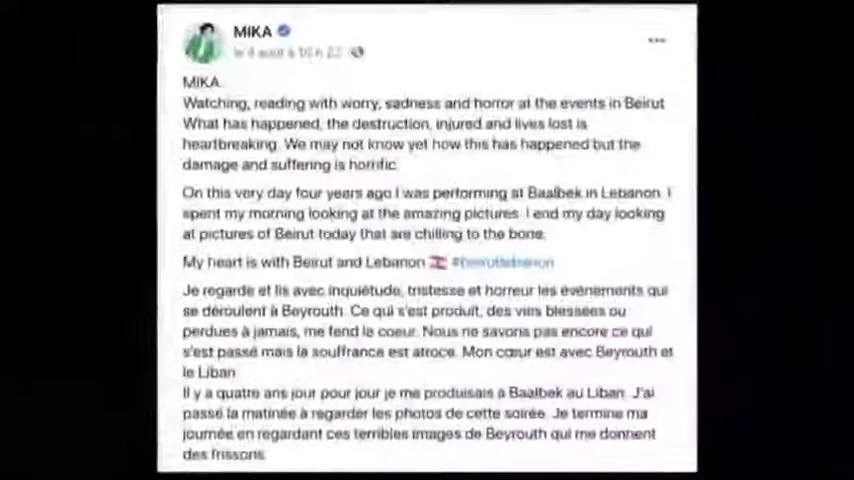 MIKA
le 4 août à 16 h 22
MIKA
Watching, reading with worry, sadness and horror at the events in Beirut
What has happened, the destruction, injured and lives lost is
heartbreaking. We may not know yet how this has happened but the
damage and suffering is horrific.
On this very day four years ago I was performing at Baalbek in Lebanon. I
spent my morning looking at the amazing pictures. I end my day looking
at pictures of Beirut today that are chilling to the bone.
My heart is with Beirut and Lebanon #beirutlebanon
Je regarde et lis avec inquiétude, tristesse et horreur les évènements qui
se déroulent à Beyrouth. Ce qui s'est produit, des vies blessées ou
perdues à jamais, me fend le coeur. Nous ne savons pas encore ce qui
s'est passé mais la souffrance est atroce. Mon cœur est avec Beyrouth et
le Liban
Il y a quatre ans jour pour jour je me produisais à Baalbek au Liban. J'ai
passé la matinée à regarder les photos de cette soirée. Je termine ma
journée en regardant ces terribles images de Beyrouth qui me donnent
des frissons.